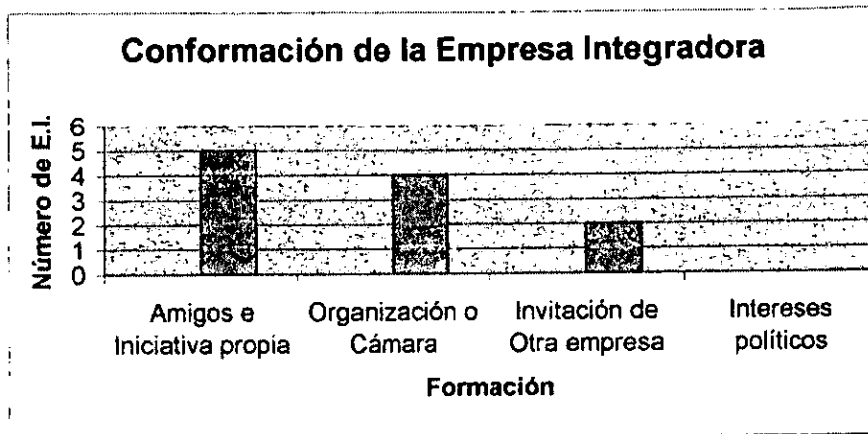 Conformación de la Empresa Integradora
Número de E.I.
6
5
4
3
2
1
0
Amigos e
Iniciativa propia
Organización o
Cámara
Invitación de
Otra empresa
Intereses
políticos
Formación